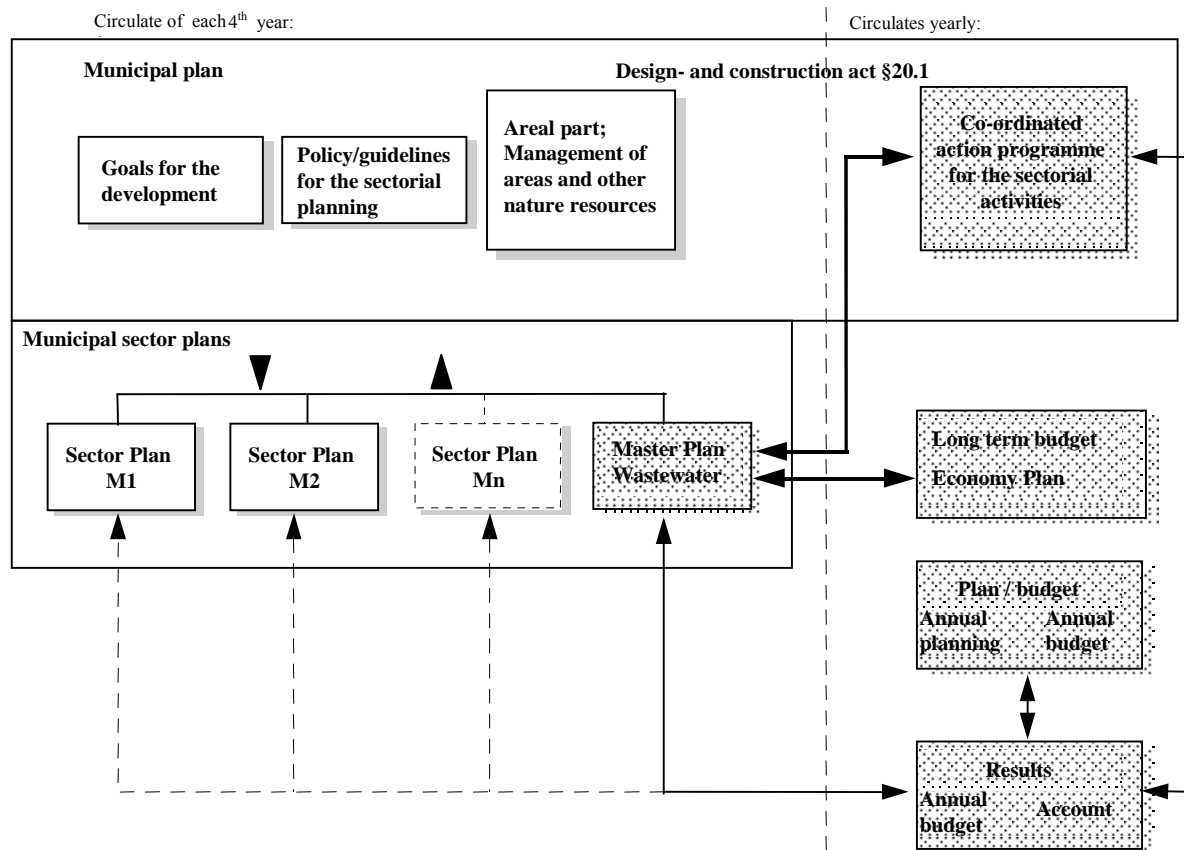 Circulate of each 4th year:
Circulates yearly:
Municipal plan
Design- and construction act §20.1
Goals for the
development
Policy/guidelines
for the sectorial
planning
Areal part;
Management of
areas and other
nature resources
Co-ordinated
action programme
for the sectorial
activities
Municipal sector plans
Sector Plan
M1
Sector Plan
M2
Sector Plan
Mn
Master Plan
Wastewater
Long term budget
Economy Plan
Plan / budget
Annual
planning
Annual
budget
Results
Annual
budget
Account